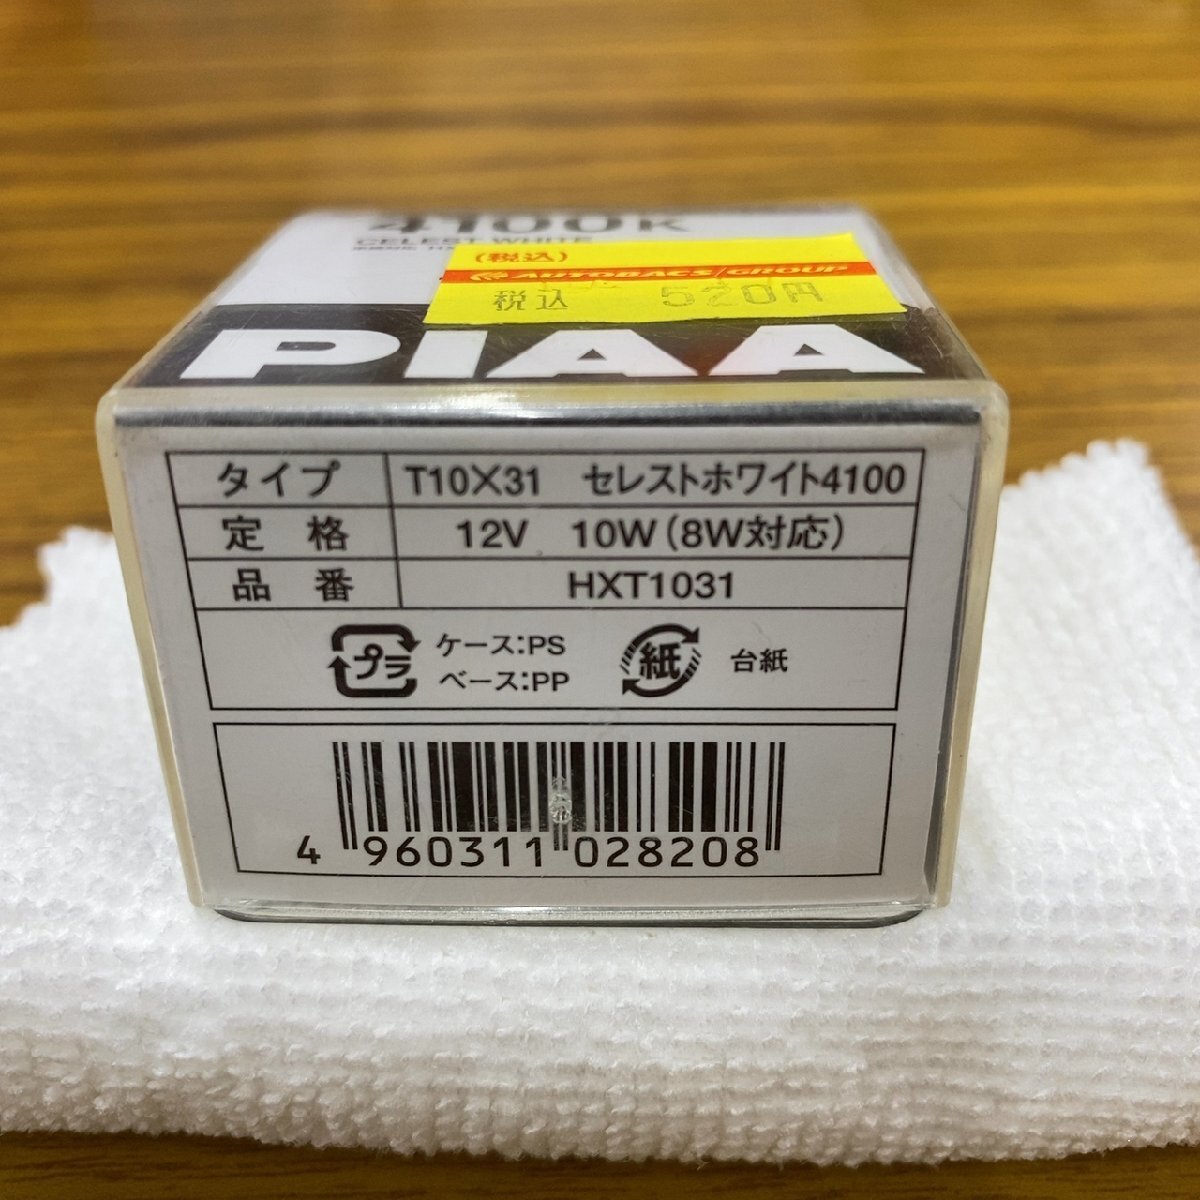 4100K
CELEST WHITE
(税込)
AUTOBACS/GROUP
税込 520円
PIAA
タイプ T10×31 セレストホワイト4100
定格 12V 10W(8W対応)
品番 HXT1031
プラ ケース:PS
ベース:PP
紙 台紙
4 960311 028208